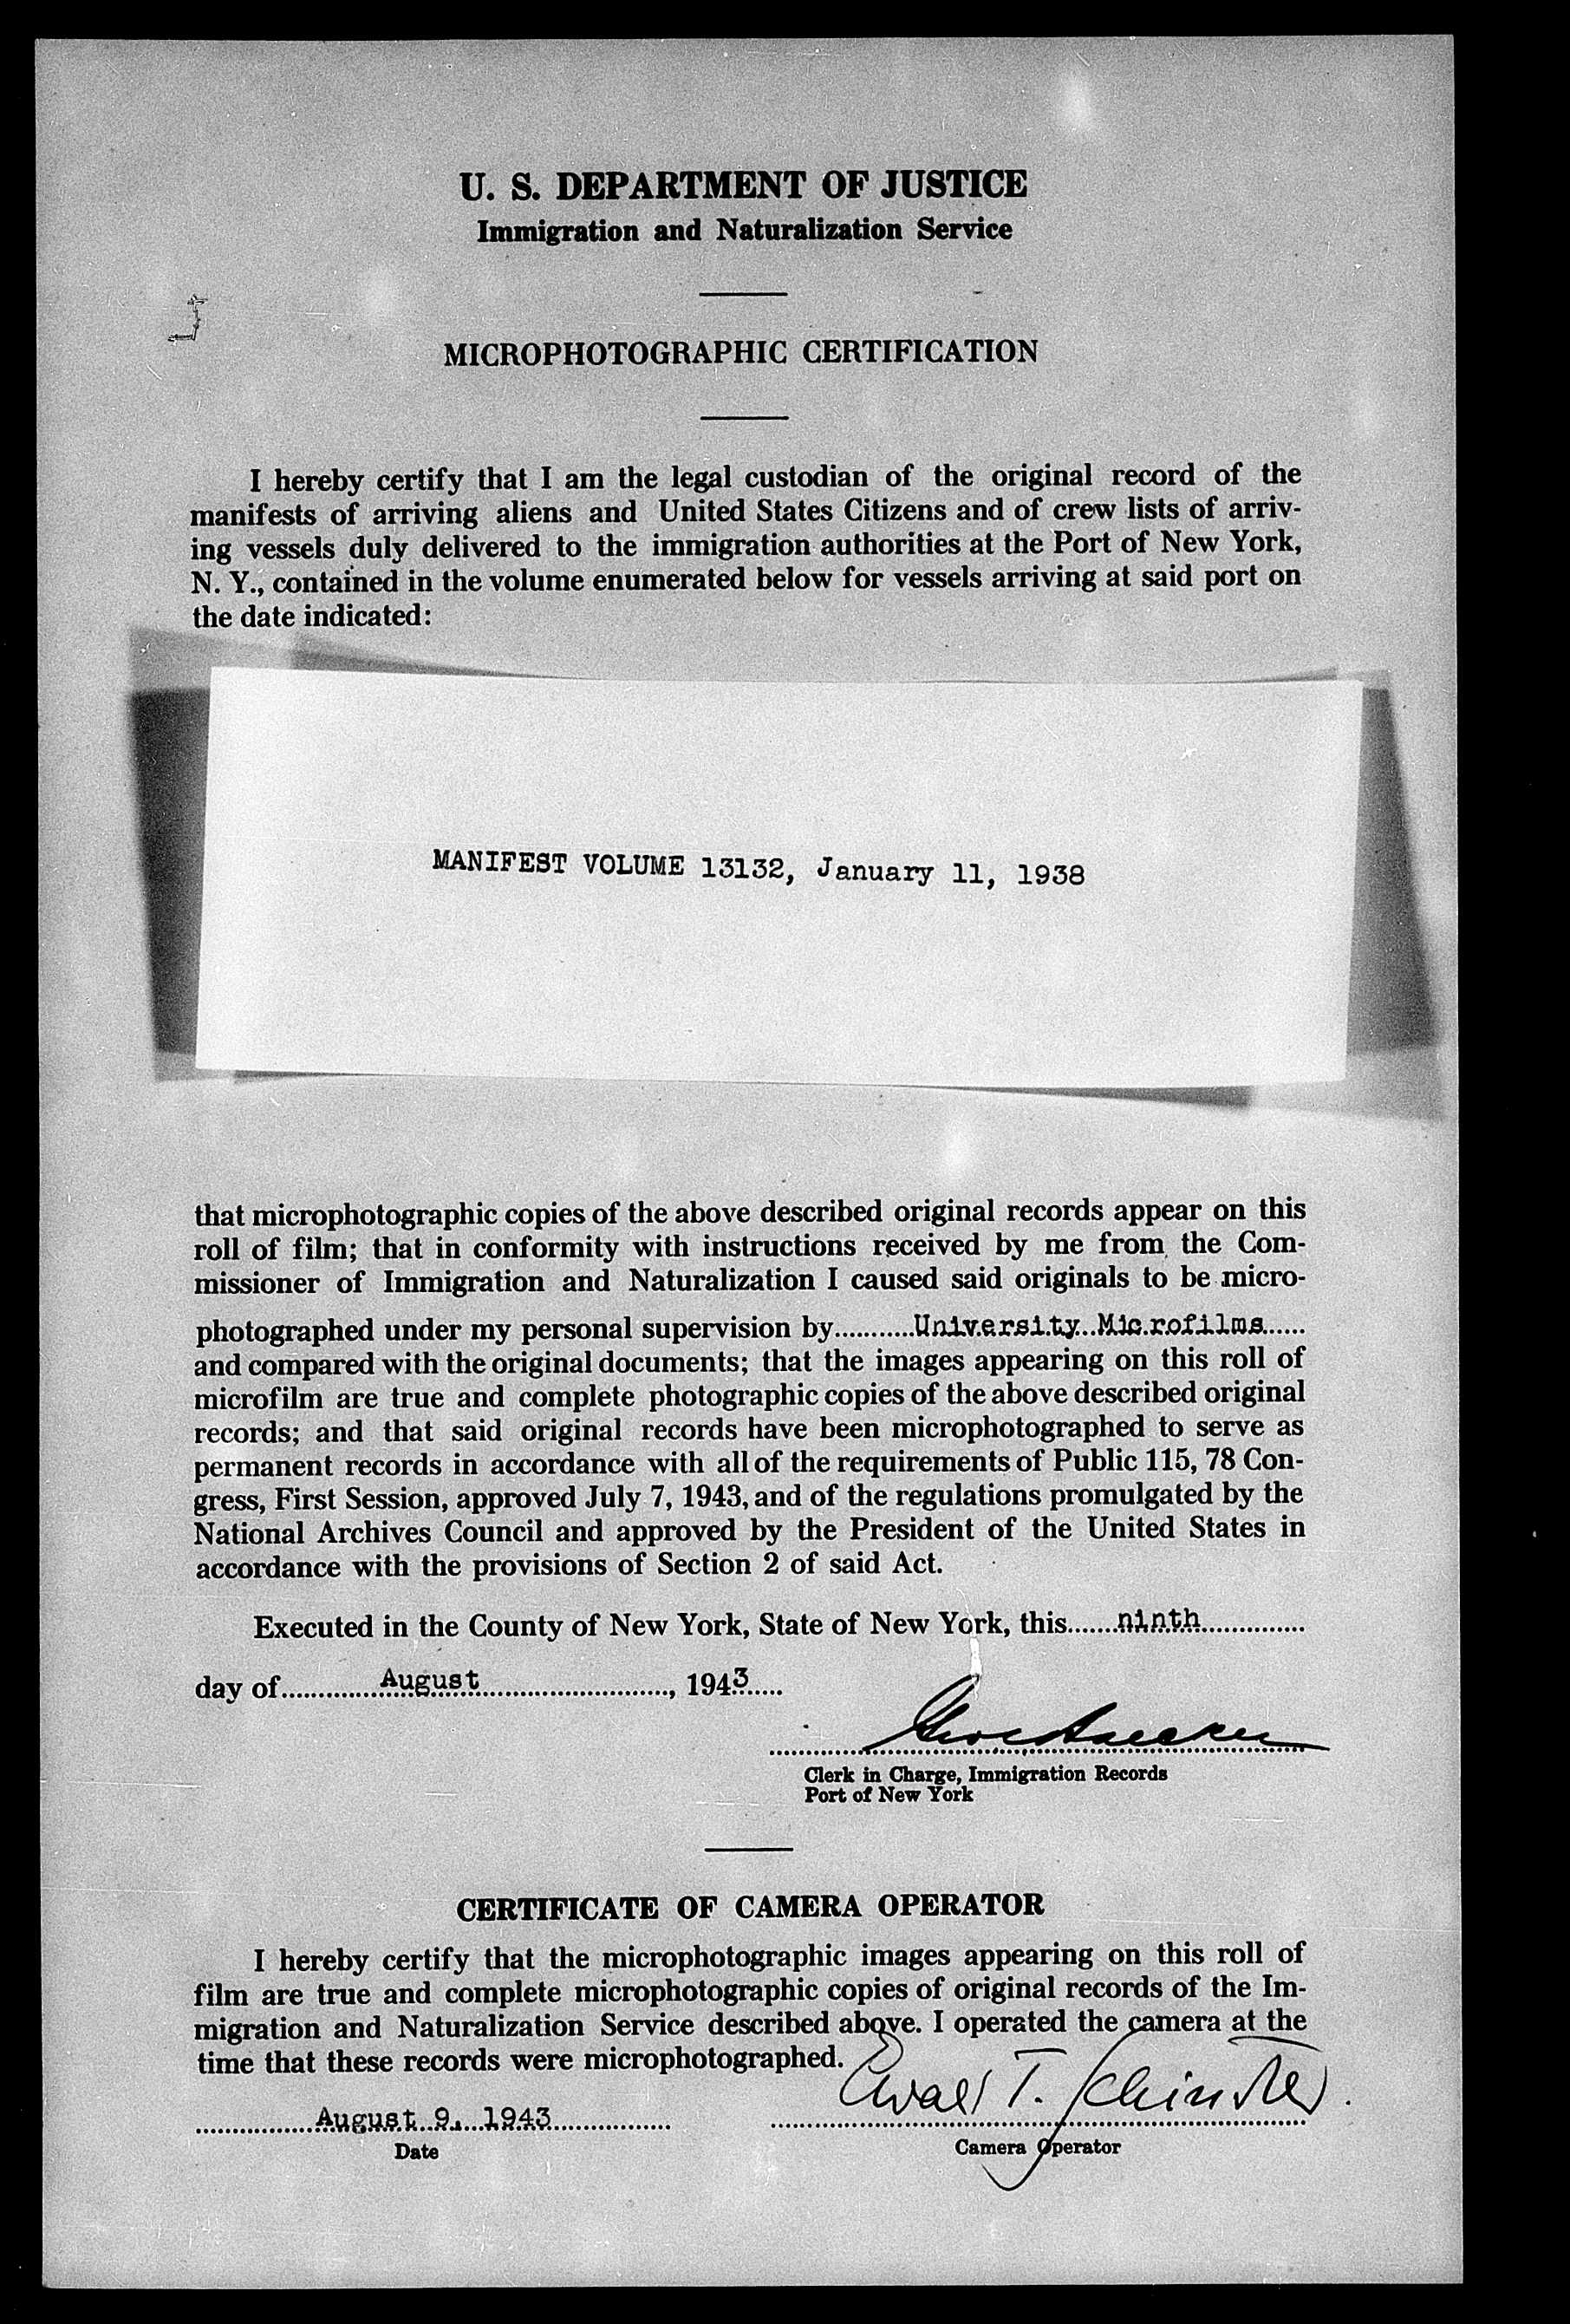 U. S. DEPARTMENT OF JUSTICE
Immigration and Naturalization Service
MICROPHOTOGRAPHIC CERTIFICATION
I hereby certify that I am the legal custodian of the original record of the
manifests of arriving aliens and United States Citizens and of crew lists of arriv-
ing vessels duly delivered to the immigration authorities at the Port of New York,
N. Y., contained in the volume enumerated below for vessels arriving at said port on
the date indicated:
MANIFEST VOLUME 13132, January 11, 1938
that microphotographic copies of the above described original records appear on this
roll of film; that in conformity with instructions received by me from the Com-
missioner of Immigration and Naturalization I caused said originals to be micro-
photographed under my personal supervision by University Microfilms
and compared with the original documents; that the images appearing on this roll of
microfilm are true and complete photographic copies of the above described original
records; and that said original records have been microphotographed to serve as
permanent records in accordance with all of the requirements of Public 115, 78 Con-
gress, First Session, approved July 7, 1943, and of the regulations promulgated by the
National Archives Council and approved by the President of the United States in
accordance with the provisions of Section 2 of said Act.
Executed in the County of New York, State of New York, this ninth
day of August, 1943
Clerk in Charge, Immigration Records
Port of New York
CERTIFICATE OF CAMERA OPERATOR
I hereby certify that the microphotographic images appearing on this roll of
film are true and complete microphotographic copies of original records of the Im-
migration and Naturalization Service described above. I operated the camera at the
time that these records were microphotographed.
T.
August 9, 1943
Date
Camera Operator